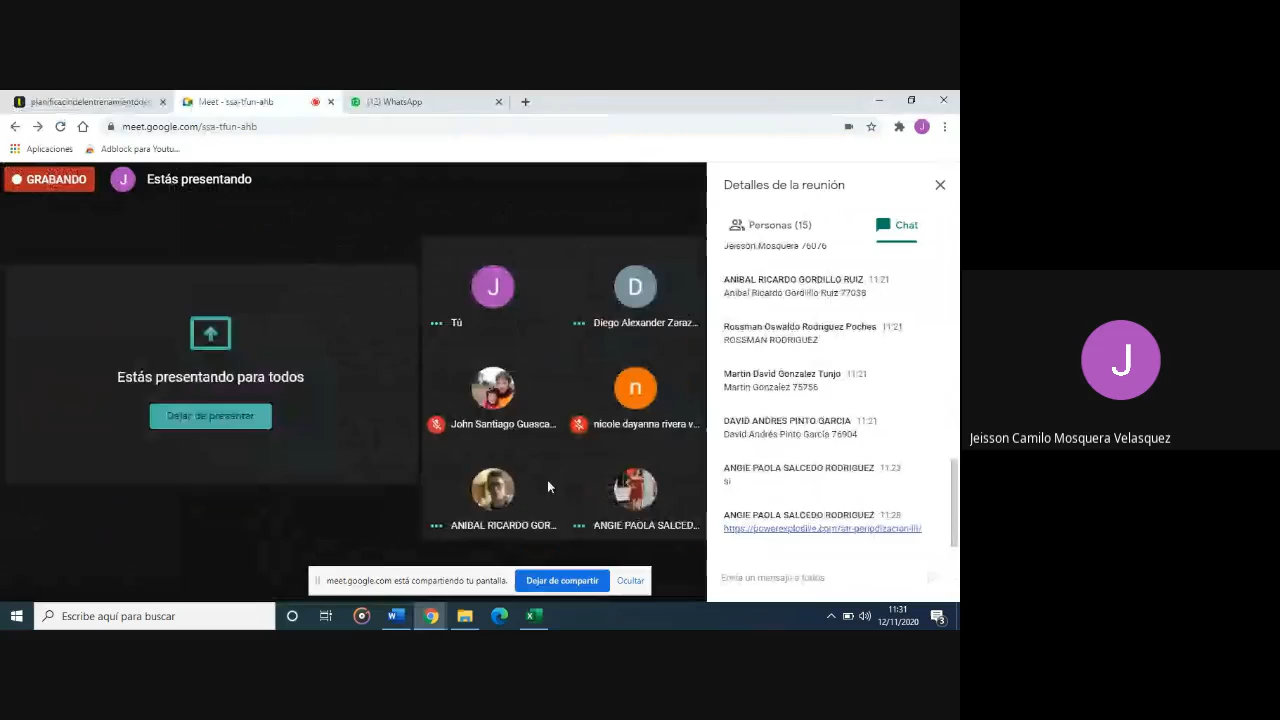 planificacindelentrenamientode
Meet - ssa-tfun-ahb
WhatsApp
meet.google.com/ssa-tfun-ahb
J
Aplicaciones
Adblock para Youtu...
GRABANDO
J
Estás presentando
Detalles de la reunión
Personas (15)
Chat
Jeisson Mosquera 76076
ANIBAL RICARDO GORDILLO RUIZ 11:21
Anibal Ricardo Gordillo Ruiz 77038
Rossman Oswaldo Rodriguez Poches 11:21
ROSSMAN RODRIGUEZ
Martin David Gonzalez Tunjo 11:21
Martin Gonzalez 75756
DAVID ANDRES PINTO GARCIA 11:21
David Andrés Pinto García 76904
ANGIE PAOLA SALCEDO RODRIGUEZ 11:23
si
ANGIE PAOLA SALCEDO RODRIGUEZ 11:28
Envía un mensaje a todos
Estás presentando para todos
Dejar de presentar
J
Tú
D
Diego Alexander Zaraz...
John Santiago Guasca...
n
nicole dayanna rivera v...
ANIBAL RICARDO GOR...
ANGIE PAOLA SALCED...
meet.google.com está compartiendo tu pantalla.
Dejar de compartir
Ocultar
Escribe aquí para buscar
11:31
12/11/2020
3
J
Jeisson Camilo Mosquera Velasquez